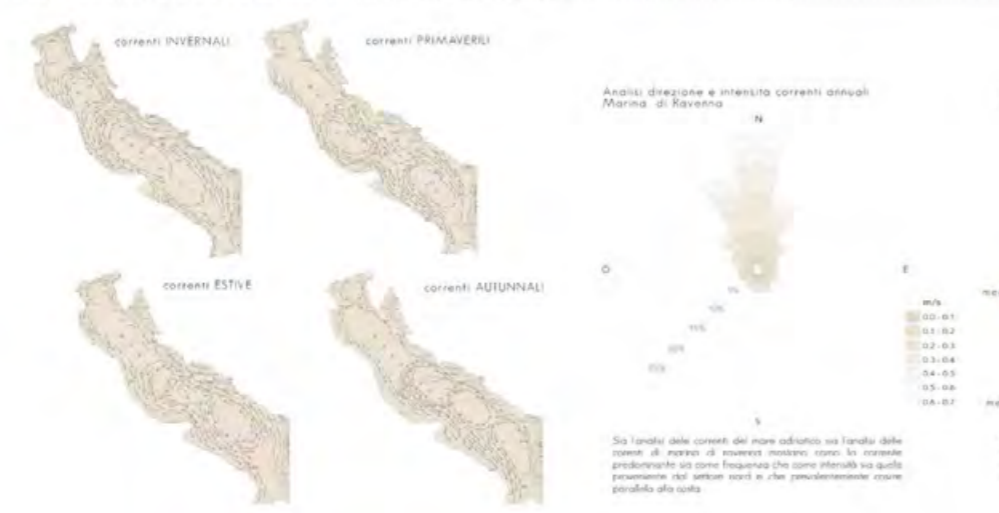 correnti INVERNALI
correnti PRIMAVERILI
correnti ESTIVE
correnti AUTUNNALI
Analisi direzione e intensità correnti annuali
Marina di Ravenna
N
O
E
S
m/s
0.0 - 0.1
0.1 - 0.2
0.2 - 0.3
0.3 - 0.4
0.4 - 0.5
0.5 - 0.6
0.6 - 0.7
Sia l'analisi dele correnti del mare adriatico sia l'analisi delle
correnti di marina di ravenna mostano come la corrente
predominante sia come frequenza che come intensità sia quella
proveniente dal settore nord e che prevalentemente corre
parallela alla costa